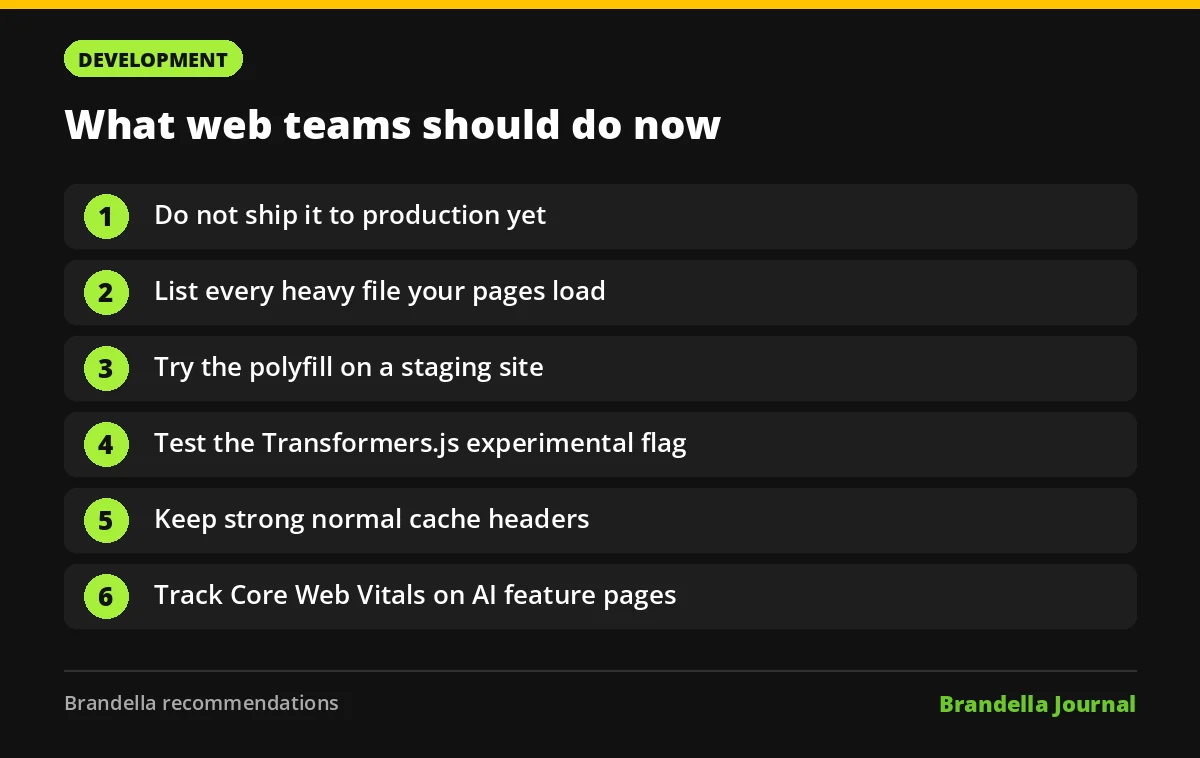 DEVELOPMENT
What web teams should do now
1 Do not ship it to production yet
2 List every heavy file your pages load
3 Try the polyfill on a staging site
4 Test the Transformers.js experimental flag
5 Keep strong normal cache headers
6 Track Core Web Vitals on AI feature pages
Brandella recommendations
Brandella Journal